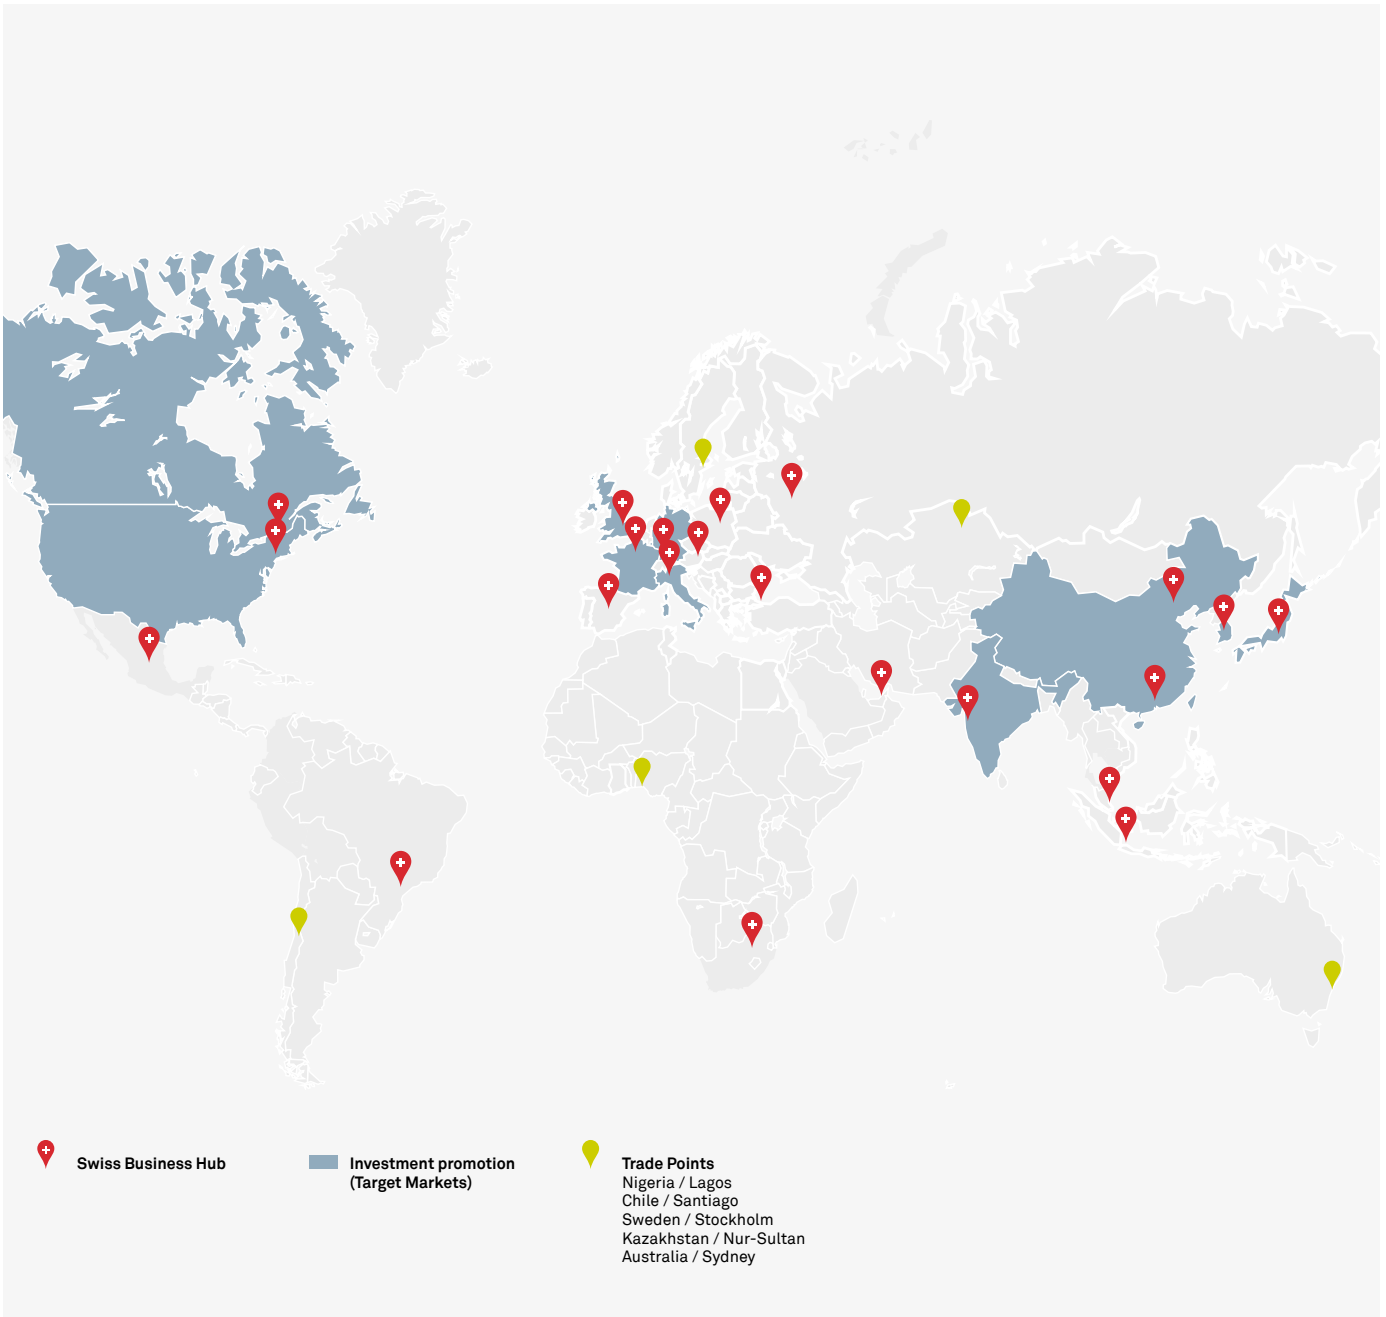 Swiss Business Hub
Investment promotion
(Target Markets)
Trade Points
Nigeria / Lagos
Chile / Santiago
Sweden / Stockholm
Kazakhstan / Nur-Sultan
Australia / Sydney